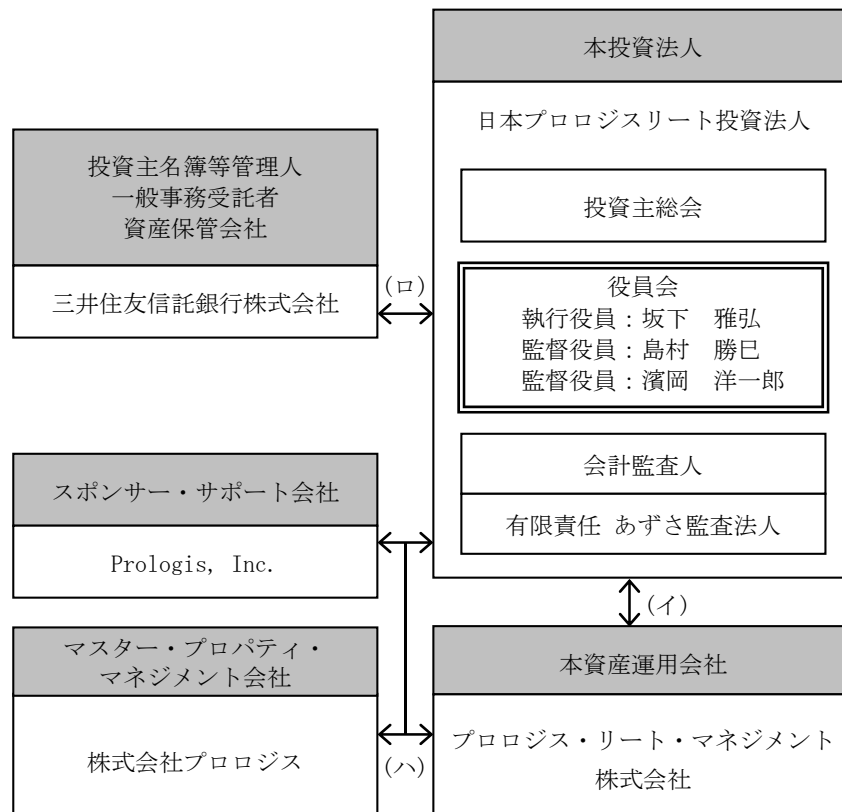 本投資法人
日本プロロジスリート投資法人
投資主総会
役員会
執行役員：坂下　雅弘
監督役員：島村　勝巳
監督役員：濱岡　洋一郎
会計監査人
有限責任 あずさ監査法人
投資主名簿等管理人
一般事務受託者
資産保管会社
三井住友信託銀行株式会社
(ロ)
スポンサー・サポート会社
Prologis, Inc.
(イ)
マスター・プロパティ・
マネジメント会社
株式会社プロロジス
(ハ)
本資産運用会社
プロロジス・リート・マネジメント
株式会社